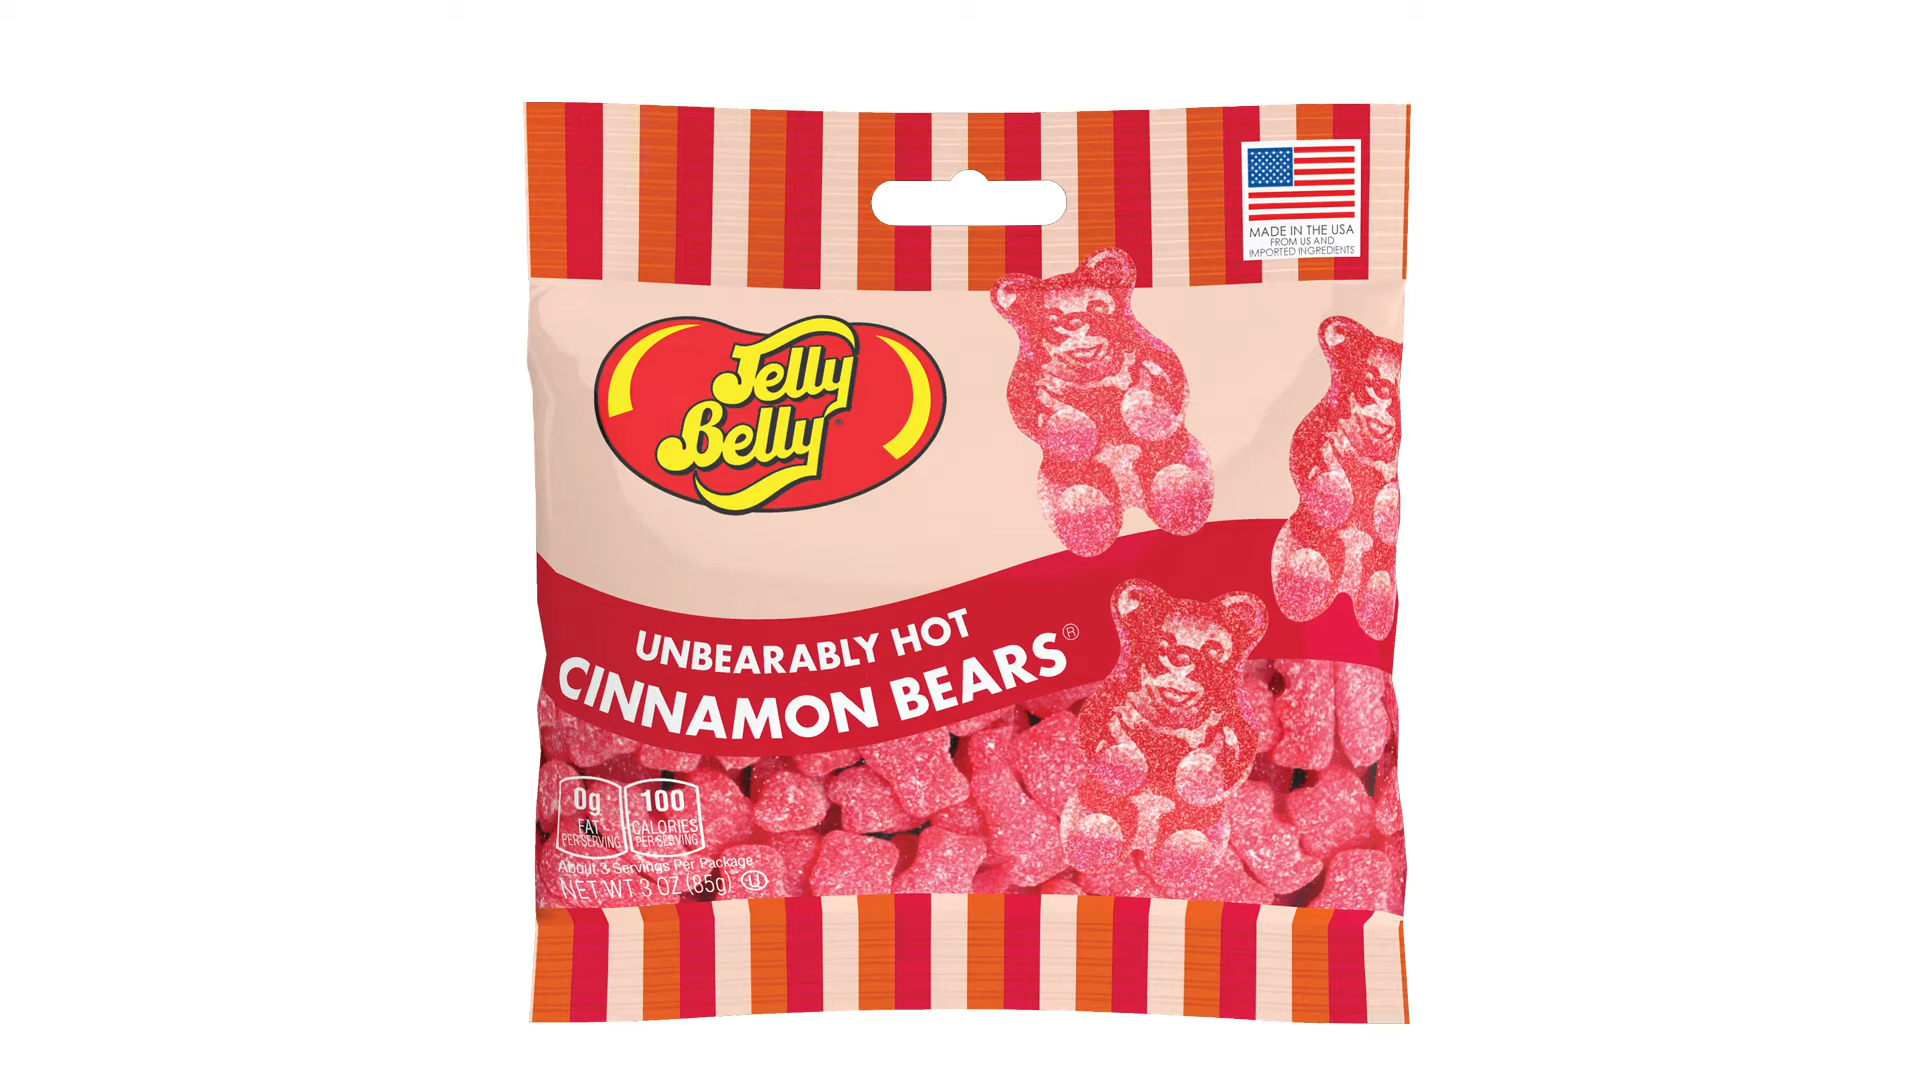 MADE IN THE USA
FROM US AND
IMPORTED INGREDIENTS
Jelly
Belly®
UNBEARABLY HOT
CINNAMON BEARS®
0g
FAT
PER SERVING
100
CALORIES
PER SERVING
About 3 Servings Per Package
NET WT 3 OZ (85g) U